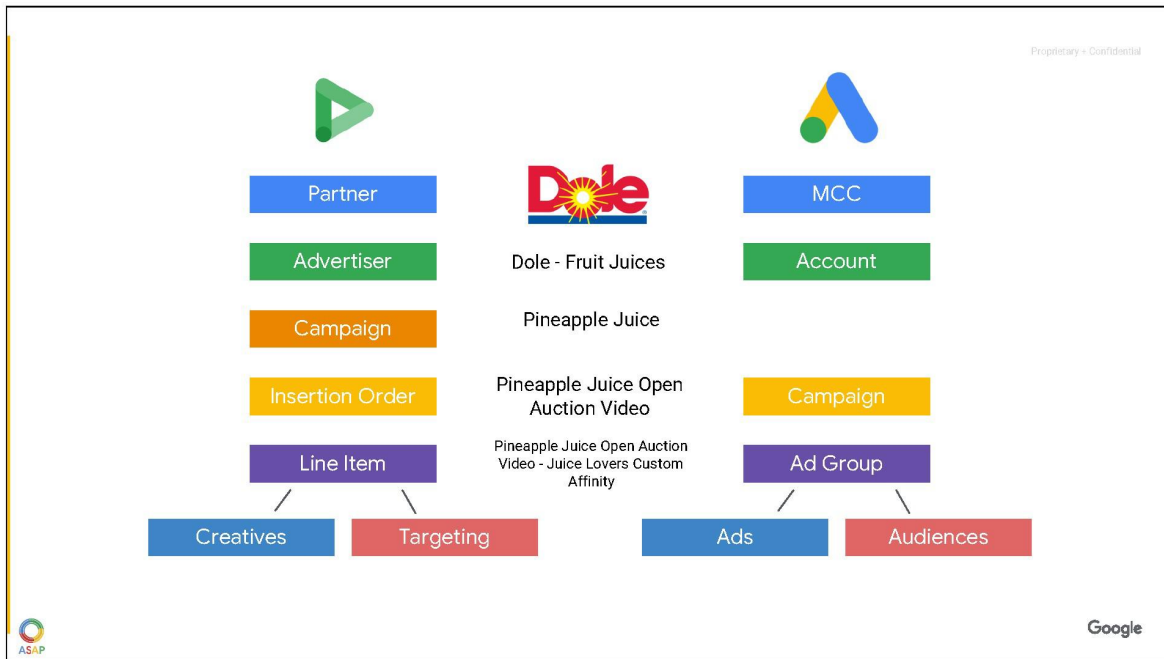 Proprietary + Confidential
Partner
Dole
MCC
Advertiser
Dole - Fruit Juices
Account
Campaign
Pineapple Juice
Insertion Order
Pineapple Juice Open
Auction Video
Campaign
Line Item
Pineapple Juice Open Auction
Video - Juice Lovers Custom
Affinity
Ad Group
Creatives
Targeting
Ads
Audiences
ASAP
Google